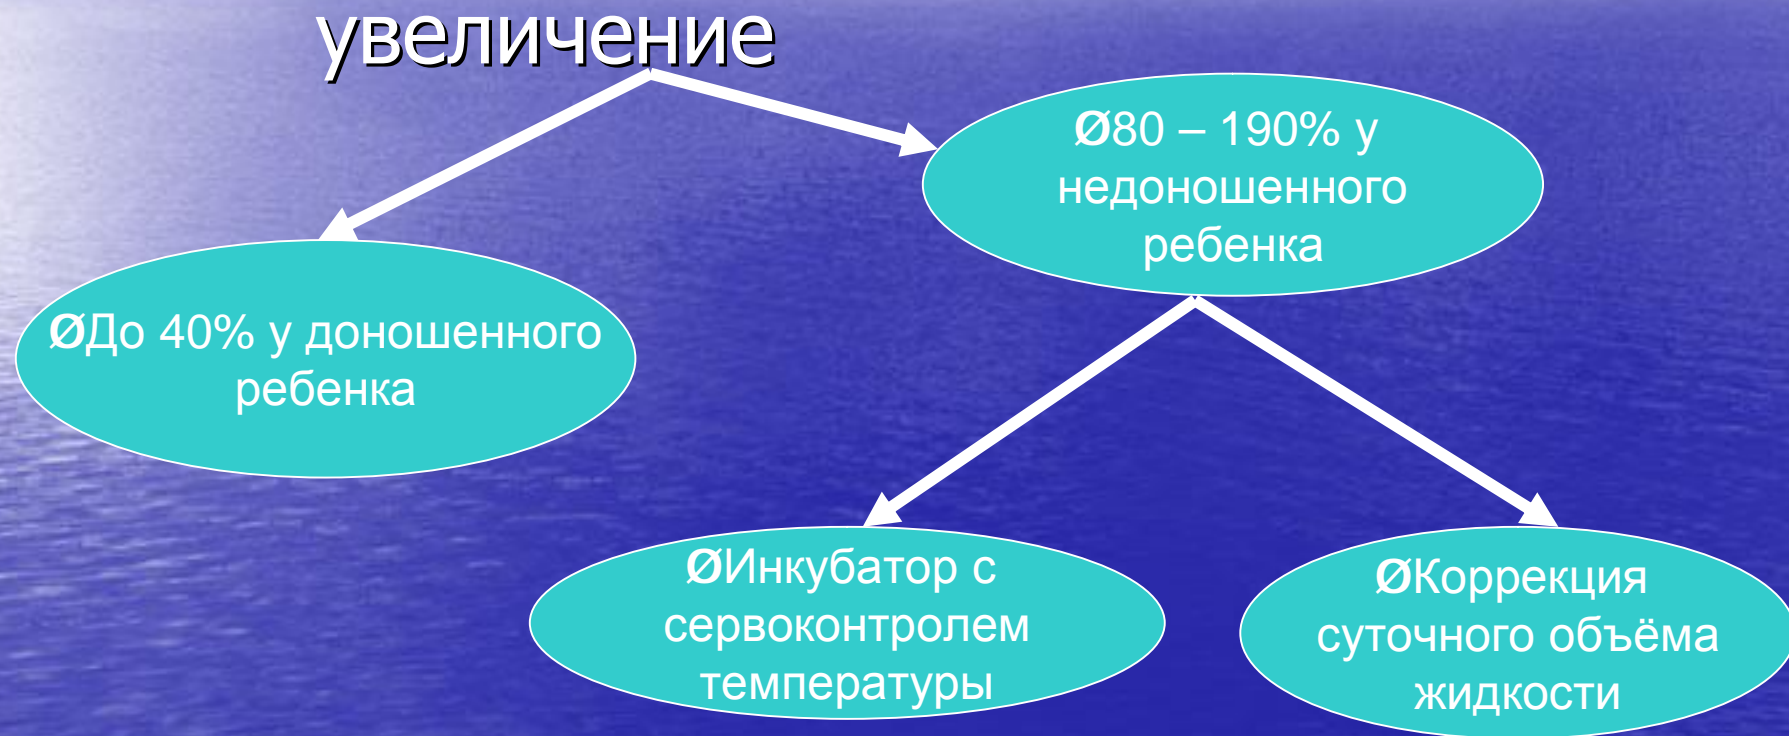 увеличение
Ø80 – 190% у
недоношенного
ребенка
ØДо 40% у доношенного
ребенка
ØИнкубатор с
сервоконтролем
температуры
ØКоррекция
суточного объёма
жидкости